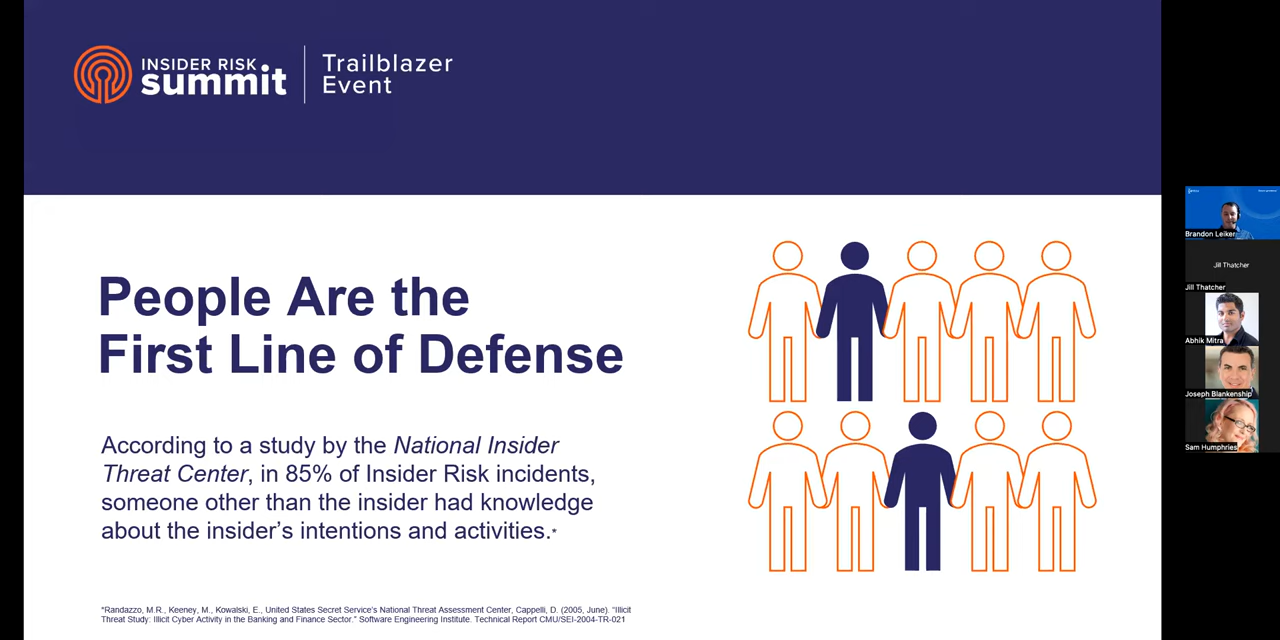 INSIDER RISK
summit
Trailblazer
Event
People Are the
First Line of Defense
According to a study by the National Insider
Threat Center, in 85% of Insider Risk incidents,
someone other than the insider had knowledge
about the insider's intentions and activities.*
*Randazzo, M.R., Keeney, M., Kowalski, E., United States Secret Service's National Threat Assessment Center, Cappelli, D. (2005, June). "Illicit
Threat Study: Illicit Cyber Activity in the Banking and Finance Sector." Software Engineering Institute. Technical Report CMU/SEI-2004-TR-021
Brandon Leiker
Jill Thatcher
Jill Thatcher
Abhik Mitra
Joseph Blankenship
Sam Humphries